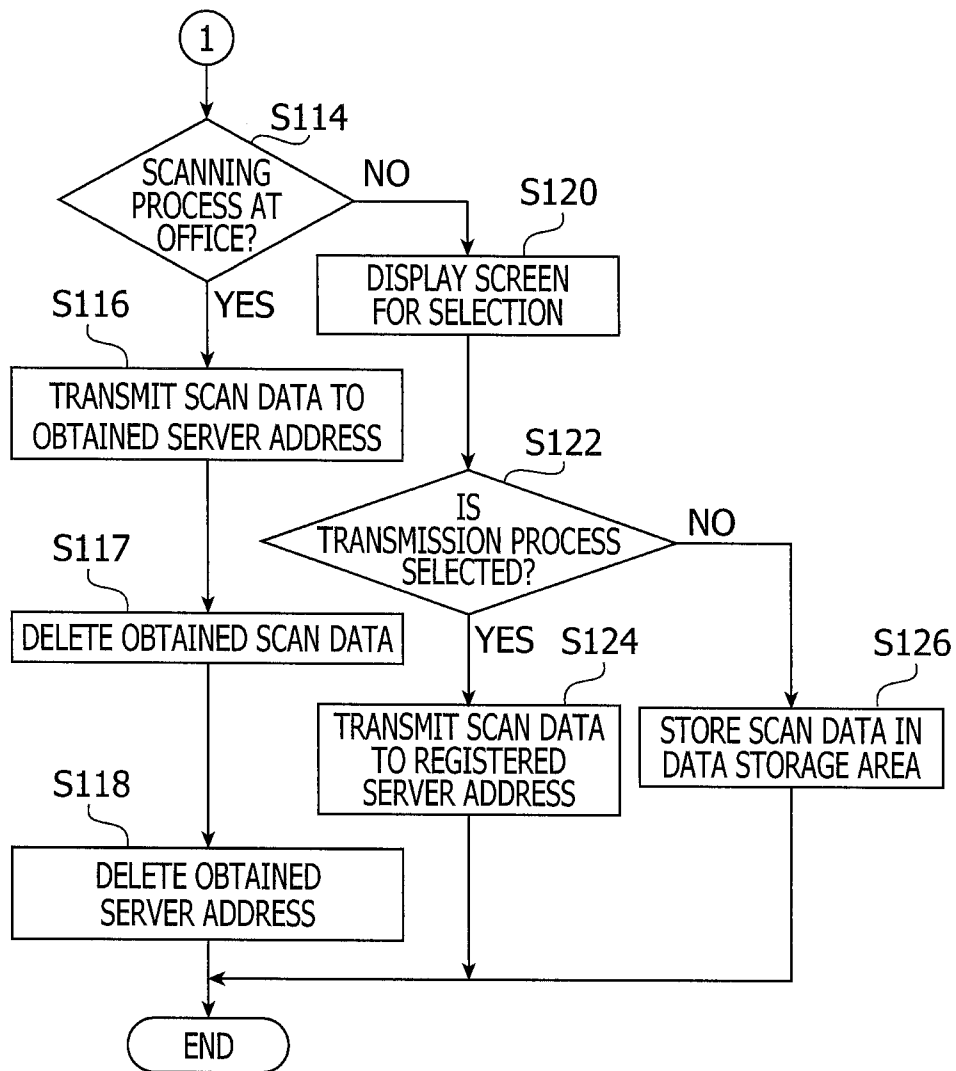 1
S114
SCANNING
PROCESS AT
OFFICE?
NO
YES
S120
DISPLAY SCREEN
FOR SELECTION
S116
TRANSMIT SCAN DATA TO
OBTAINED SERVER ADDRESS
S122
IS
TRANSMISSION PROCESS
SELECTED?
NO
YES
S117
DELETE OBTAINED SCAN DATA
S124
TRANSMIT SCAN DATA
TO REGISTERED
SERVER ADDRESS
S126
STORE SCAN DATA IN
DATA STORAGE AREA
S118
DELETE OBTAINED
SERVER ADDRESS
END